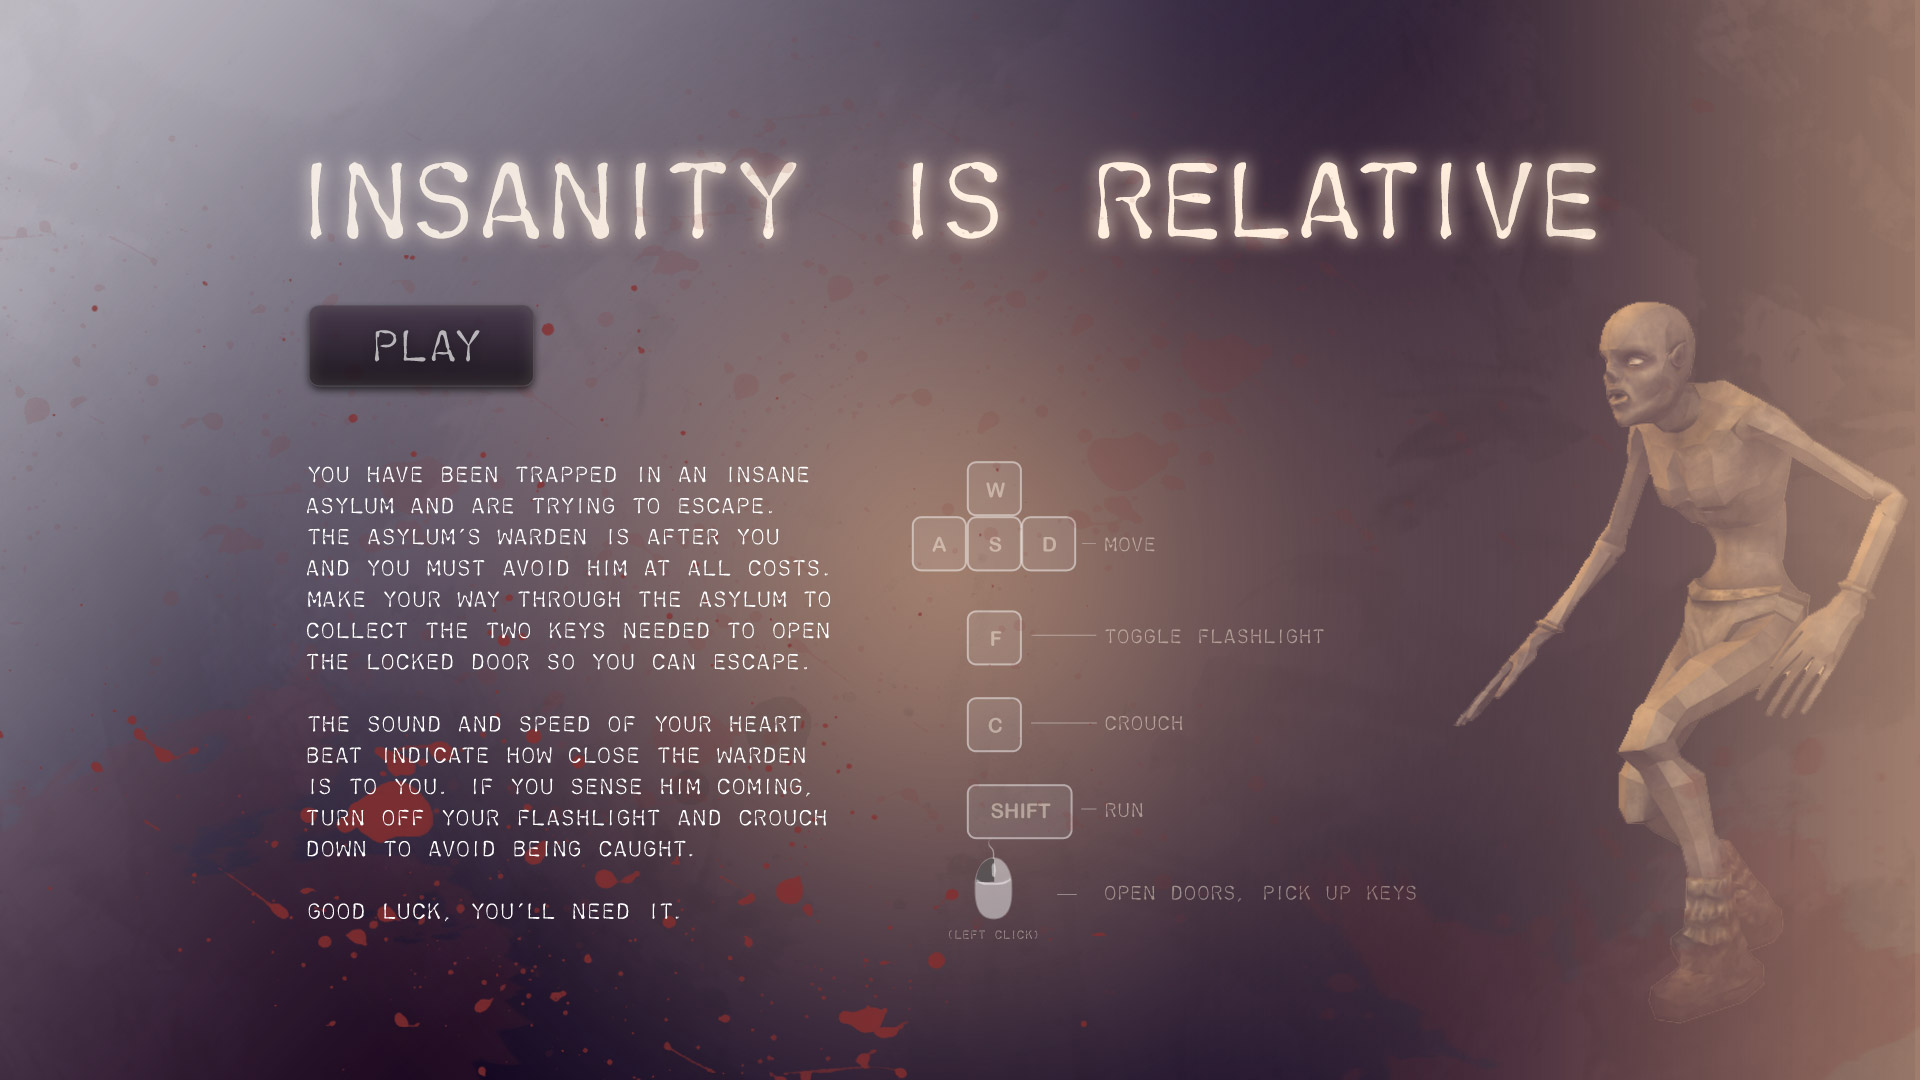 INSANITY IS RELATIVE
PLAY
YOU HAVE BEEN TRAPPED IN AN INSANE
ASYLUM AND ARE TRYING TO ESCAPE.
THE ASYLUM'S WARDEN IS AFTER YOU
AND YOU MUST AVOID HIM AT ALL COSTS.
MAKE YOUR WAY THROUGH THE ASYLUM TO
COLLECT THE TWO KEYS NEEDED TO OPEN
THE LOCKED DOOR SO YOU CAN ESCAPE.
THE SOUND AND SPEED OF YOUR HEART
BEAT INDICATE HOW CLOSE THE WARDEN
IS TO YOU. IF YOU SENSE HIM COMING,
TURN OFF YOUR FLASHLIGHT AND CROUCH
DOWN TO AVOID BEING CAUGHT.
GOOD LUCK, YOU'LL NEED IT.
W
A S D MOVE
F TOGGLE FLASHLIGHT
C CROUCH
SHIFT RUN
OPEN DOORS, PICK UP KEYS
(LEFT CLICK)